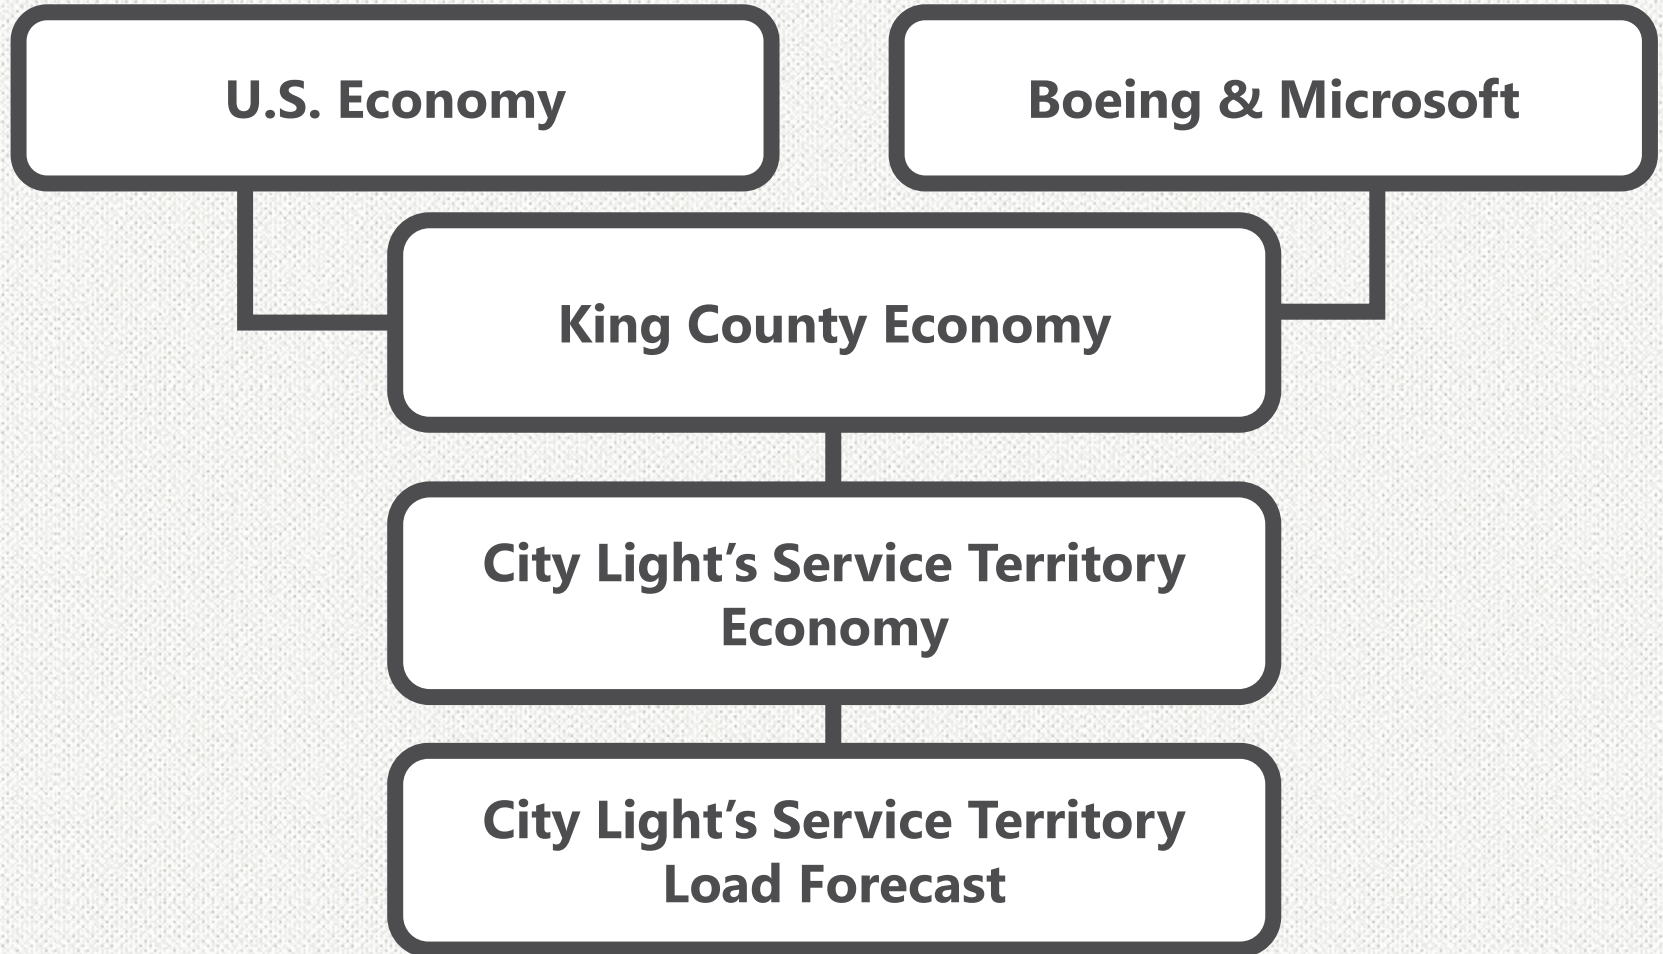 U.S. Economy
Boeing & Microsoft
King County Economy
City Light’s Service Territory
Economy
City Light’s Service Territory
Load Forecast